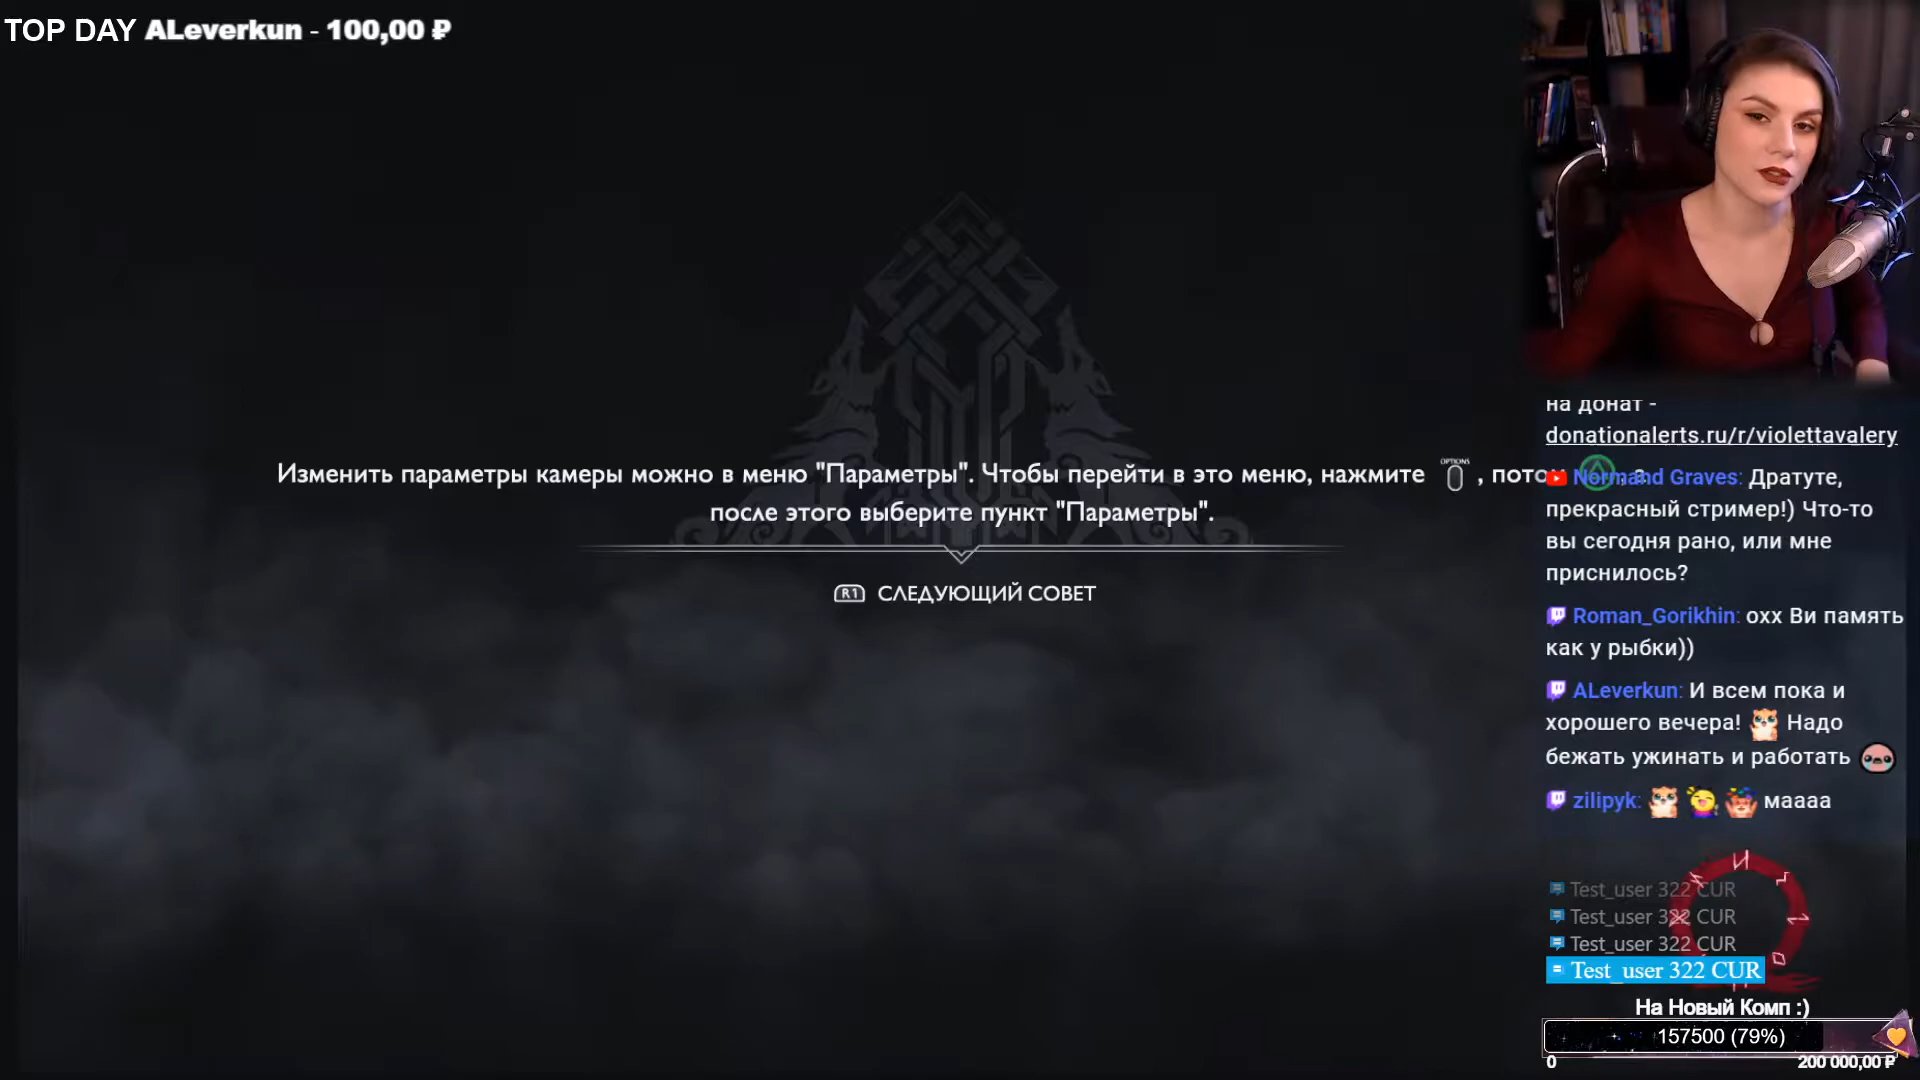 TOP DAY ALeverkun - 100,00 ₽
Изменить параметры камеры можно в меню "Параметры". Чтобы перейти в это меню, нажмите OPTIONS , потом , а
после этого выберите пункт "Параметры".
R1 СЛЕДУЮЩИЙ СОВЕТ
на донат -
donationalerts.ru/r/violettavalery
Normand Graves: Дратуте,
прекрасный стример!) Что-то
вы сегодня рано, или мне
приснилось?
Roman_Gorikhin: охх Ви память
как у рыбки))
ALeverkun: И всем пока и
хорошего вечера! Надо
бежать ужинать и работать
zilipyk: маааа
Test_user 322 CUR
Test_user 322 CUR
Test_user 322 CUR
Test_user 322 CUR
На Новый Комп :)
157500 (79%)
0 200 000,00 ₽